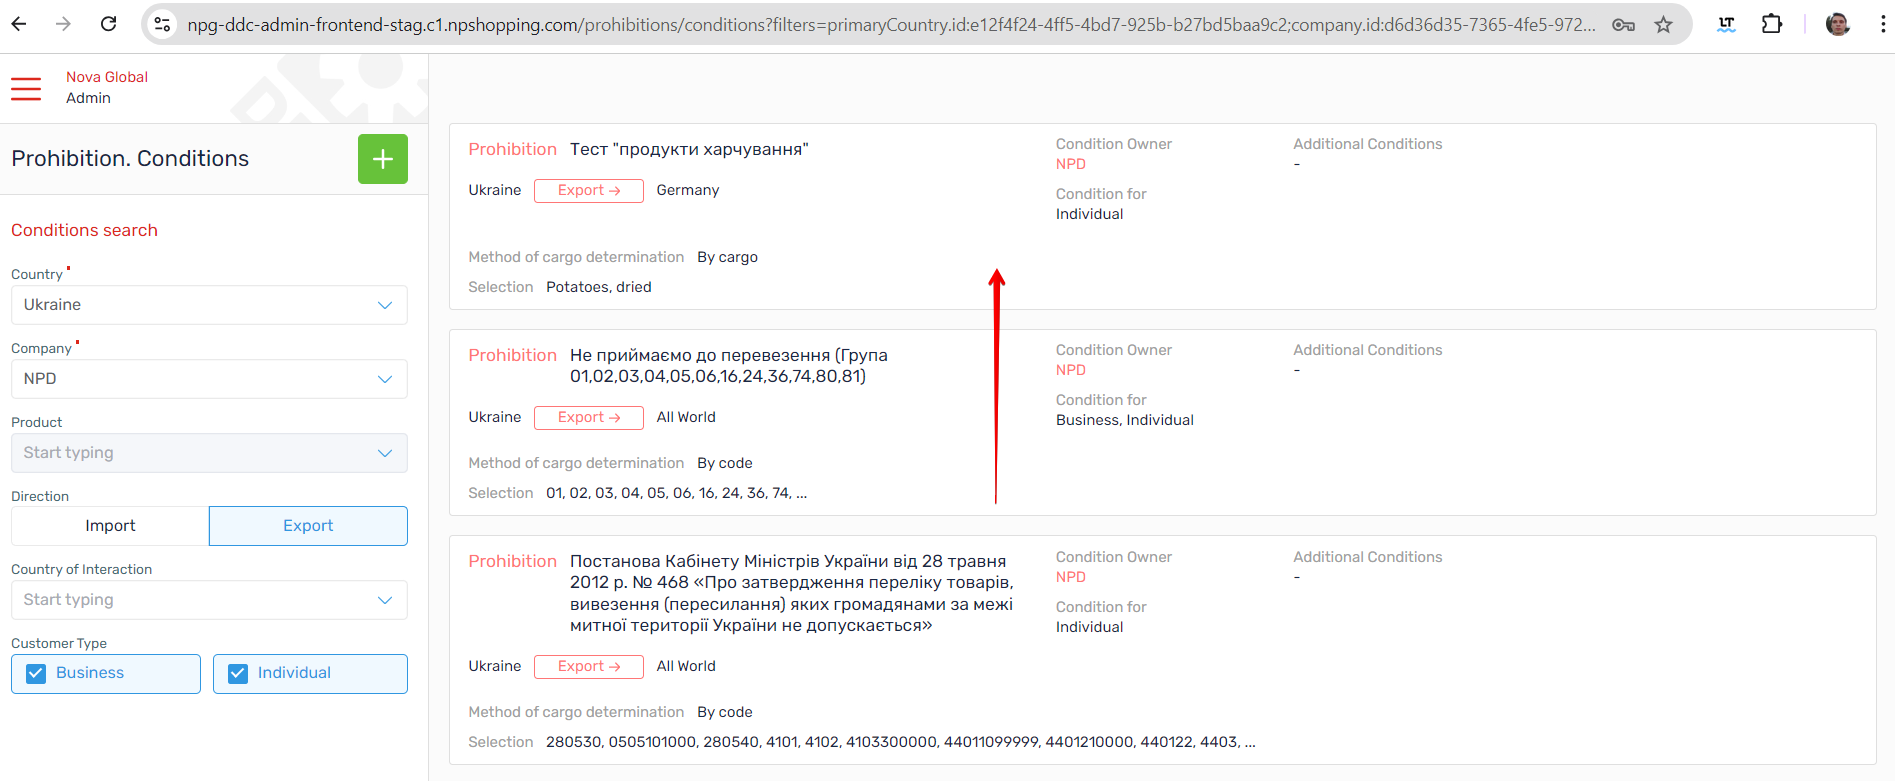 npg-ddc-admin-frontend-stag.c1.npshopping.com/prohibitions/conditions?filters=primaryCountry.id:e12f4f24-4ff5-4bd7-925b-b27bd5baa9c2;company.id:d6d36d35-7365-4fe5-972...
LT
Nova Global
Admin
Prohibition. Conditions
+
Conditions search
Country
Ukraine
Company
NPD
Product
Start typing
Direction
Import Export
Country of Interaction
Start typing
Customer Type
Business Individual
Prohibition Тест "продукти харчування"
Ukraine Export → Germany
Condition Owner
NPD
Condition for
Individual
Additional Conditions
-
Method of cargo determination By cargo
Selection Potatoes, dried
Prohibition Не приймаємо до перевезення (Група
01,02,03,04,05,06,16,24,36,74,80,81)
Ukraine Export → All World
Condition Owner
NPD
Condition for
Business, Individual
Additional Conditions
-
Method of cargo determination By code
Selection 01, 02, 03, 04, 05, 06, 16, 24, 36, 74, ...
Prohibition Постанова Кабінету Міністрів України від 28 травня
2012 р. № 468 «Про затвердження переліку товарів,
вивезення (пересилання) яких громадянами за межі
митної території України не допускається»
Ukraine Export → All World
Condition Owner
NPD
Condition for
Individual
Additional Conditions
-
Method of cargo determination By code
Selection 280530, 0505101000, 280540, 4101, 4102, 4103300000, 44011099999, 4401210000, 440122, 4403, ...